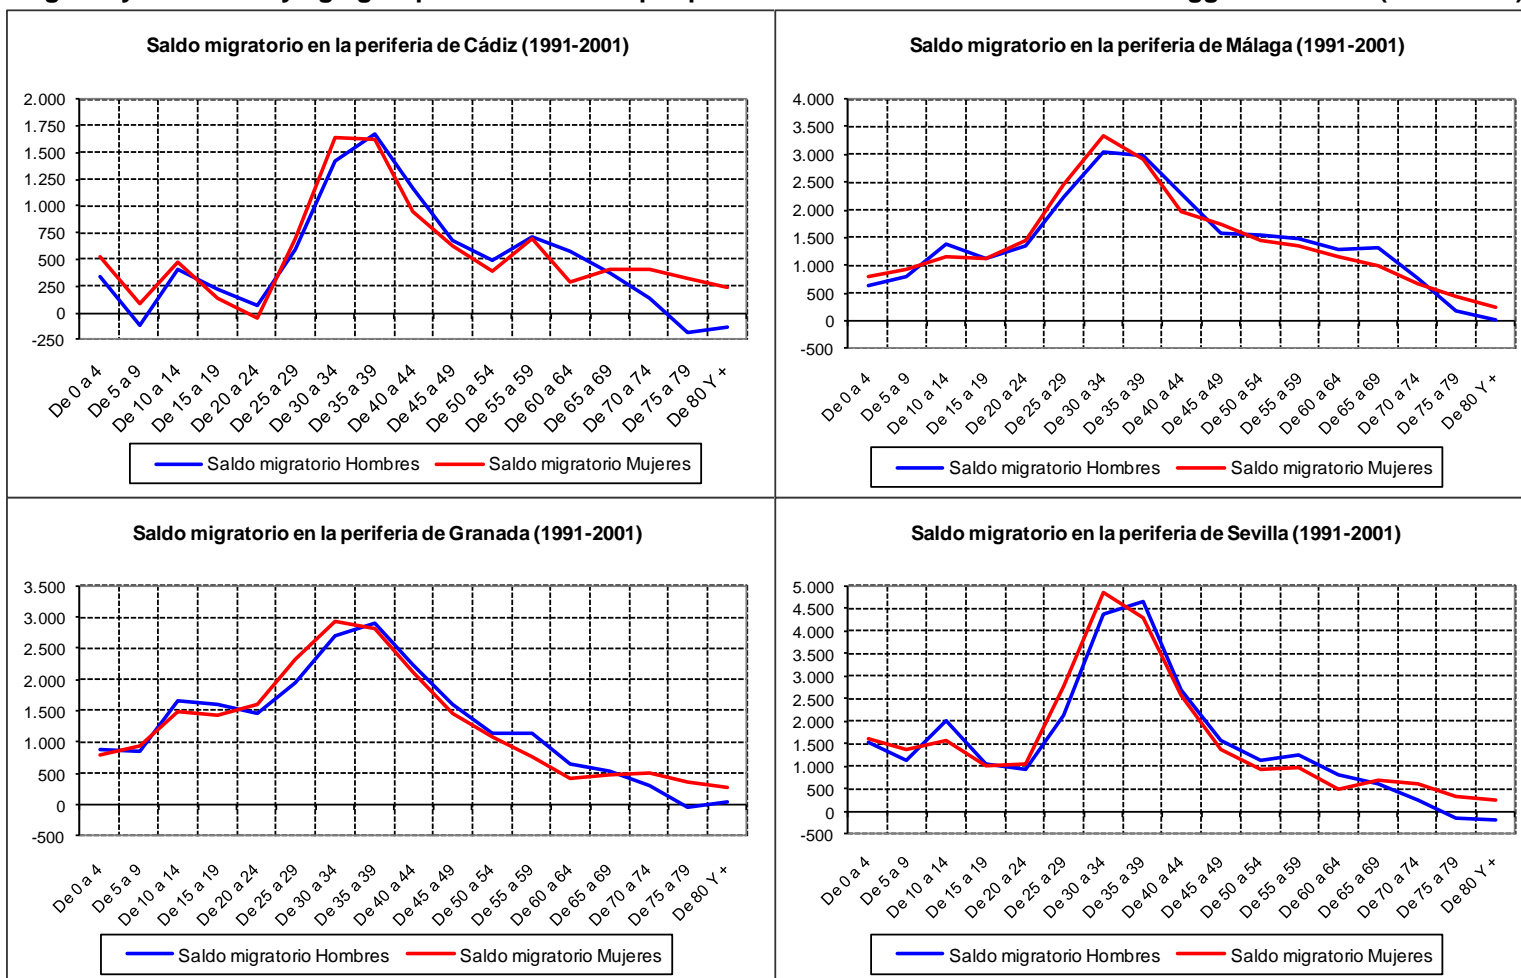 Saldo migratorio en la periferia de Cádiz (1991-2001)
2.000
1.750
1.500
1.250
1.000
750
500
250
0
-250
De 0 a 4
De 5 a 9
De 10 a 14
De 15 a 19
De 20 a 24
De 25 a 29
De 30 a 34
De 35 a 39
De 40 a 44
De 45 a 49
De 50 a 54
De 55 a 59
De 60 a 64
De 65 a 69
De 70 a 74
De 75 a 79
De 80 Y +
Saldo migratorio Hombres
Saldo migratorio Mujeres
Saldo migratorio en la periferia de Málaga (1991-2001)
4.000
3.500
3.000
2.500
2.000
1.500
1.000
500
0
-500
De 0 a 4
De 5 a 9
De 10 a 14
De 15 a 19
De 20 a 24
De 25 a 29
De 30 a 34
De 35 a 39
De 40 a 44
De 45 a 49
De 50 a 54
De 55 a 59
De 60 a 64
De 65 a 69
De 70 a 74
De 75 a 79
De 80 Y +
Saldo migratorio Hombres
Saldo migratorio Mujeres
Saldo migratorio en la periferia de Granada (1991-2001)
3.500
3.000
2.500
2.000
1.500
1.000
500
0
-500
De 0 a 4
De 5 a 9
De 10 a 14
De 15 a 19
De 20 a 24
De 25 a 29
De 30 a 34
De 35 a 39
De 40 a 44
De 45 a 49
De 50 a 54
De 55 a 59
De 60 a 64
De 65 a 69
De 70 a 74
De 75 a 79
De 80 Y +
Saldo migratorio Hombres
Saldo migratorio Mujeres
Saldo migratorio en la periferia de Sevilla (1991-2001)
5.000
4.500
4.000
3.500
3.000
2.500
2.000
1.500
1.000
500
0
-500
De 0 a 4
De 5 a 9
De 10 a 14
De 15 a 19
De 20 a 24
De 25 a 29
De 30 a 34
De 35 a 39
De 40 a 44
De 45 a 49
De 50 a 54
De 55 a 59
De 60 a 64
De 65 a 69
De 70 a 74
De 75 a 79
De 80 Y +
Saldo migratorio Hombres
Saldo migratorio Mujeres